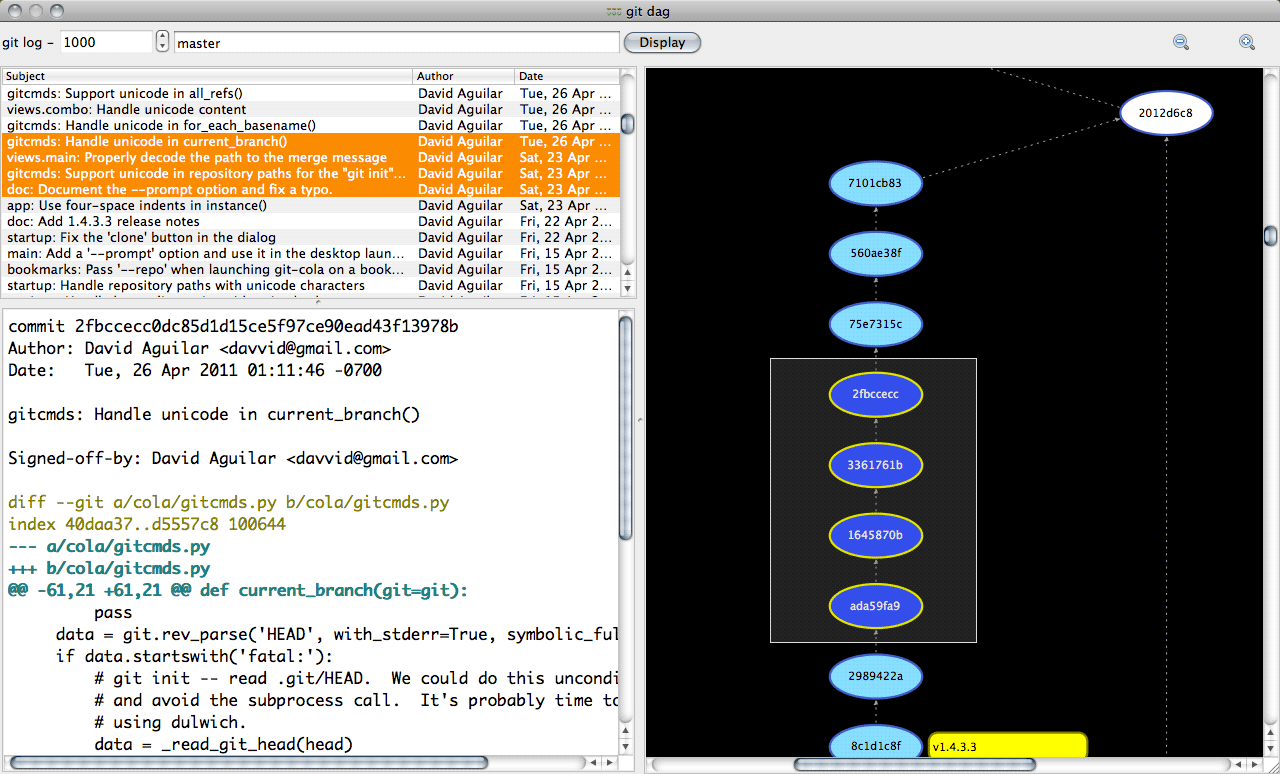 git dag
git log – 1000 master Display
Subject Author Date
gitcmds: Support unicode in all_refs() David Aguilar Tue, 26 Apr ...
views.combo: Handle unicode content David Aguilar Tue, 26 Apr ...
gitcmds: Handle unicode in for_each_basename() David Aguilar Tue, 26 Apr ...
gitcmds: Handle unicode in current_branch() David Aguilar Tue, 26 Apr ...
views.main: Properly decode the path to the merge message David Aguilar Sat, 23 Apr ...
gitcmds: Support unicode in repository paths for the "git init"... David Aguilar Sat, 23 Apr ...
doc: Document the --prompt option and fix a typo. David Aguilar Sat, 23 Apr ...
app: Use four-space indents in instance() David Aguilar Sat, 23 Apr ...
doc: Add 1.4.3.3 release notes David Aguilar Fri, 22 Apr 2...
startup: Fix the 'clone' button in the dialog David Aguilar Fri, 22 Apr 2...
main: Add a '--prompt' option and use it in the desktop laun... David Aguilar Fri, 15 Apr 2...
bookmarks: Pass '--repo' when launching git-cola on a book... David Aguilar Fri, 15 Apr 2...
startup: Handle repository paths with unicode characters David Aguilar Fri, 15 Apr 2...
commit 2fbccecc0dc85d1d15ce5f97ce90ead43f13978b
Author: David Aguilar <davvid@gmail.com>
Date:   Tue, 26 Apr 2011 01:11:46 -0700
gitcmds: Handle unicode in current_branch()
Signed-off-by: David Aguilar <davvid@gmail.com>
diff --git a/cola/gitcmds.py b/cola/gitcmds.py
index 40daa37..d5557c8 100644
--- a/cola/gitcmds.py
+++ b/cola/gitcmds.py
@@ -61,21 +61,21 @@ def current_branch(git=git):
pass
data = git.rev_parse('HEAD', with_stderr=True, symbolic_ful
if data.startswith('fatal:'):
# git init -- read .git/HEAD.  We could do this uncondi
# and avoid the subprocess call.  It's probably time to
# using dulwich.
data = _read_git_head(head)
2012d6c8
7101cb83
560ae38f
75e7315c
2fbccecc
3361761b
1645870b
ada59fa9
2989422a
8c1d1c8f v1.4.3.3